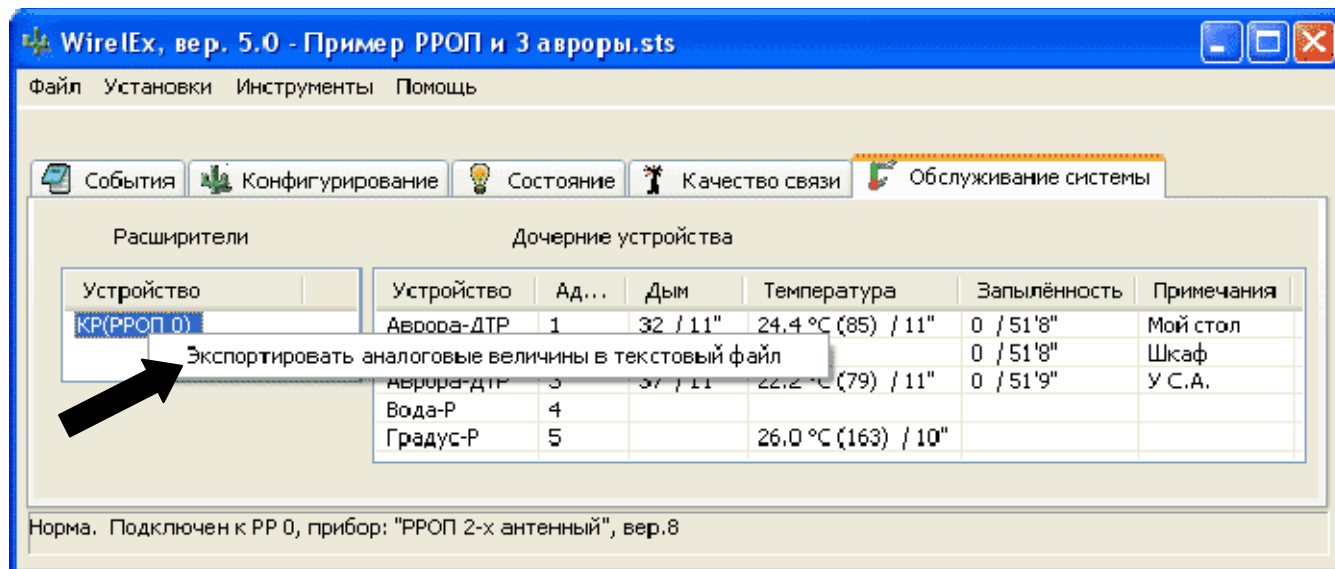 WirelEx, вер. 5.0 - Пример РРОП и 3 авроры.sts
Файл Установки Инструменты Помощь
События Конфигурирование Состояние Качество связи Обслуживание системы
Расширители Дочерние устройства
Устройство Устройство Ад... Дым Температура Запылённость Примечания
КР(РРОП 0) Аврора-ДТР 1 32 / 11" 24.4 °C (85) / 11" 0 / 51'8" Мой стол
Экспортировать аналоговые величины в текстовый файл 0 / 51'8" Шкаф
Аврора-ДТР 3 37 / 11" 22.2 °C (79) / 11" 0 / 51'9" У С.А.
Вода-Р 4
Градус-Р 5 26.0 °C (163) / 10"
Норма. Подключен к РР 0, прибор: "РРОП 2-х антенный", вер.8